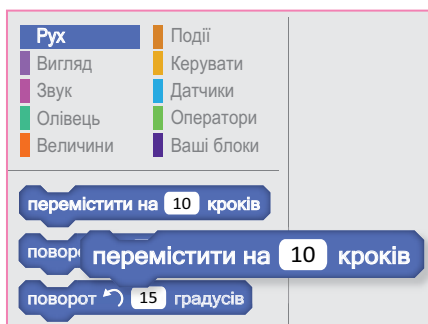 Рух Події
Вигляд Керувати
Звук Датчики
Олівець Оператори
Величини Ваші блоки
перемістити на 10 кроків
перемістити на 10 кроків
поворот 15 градусів